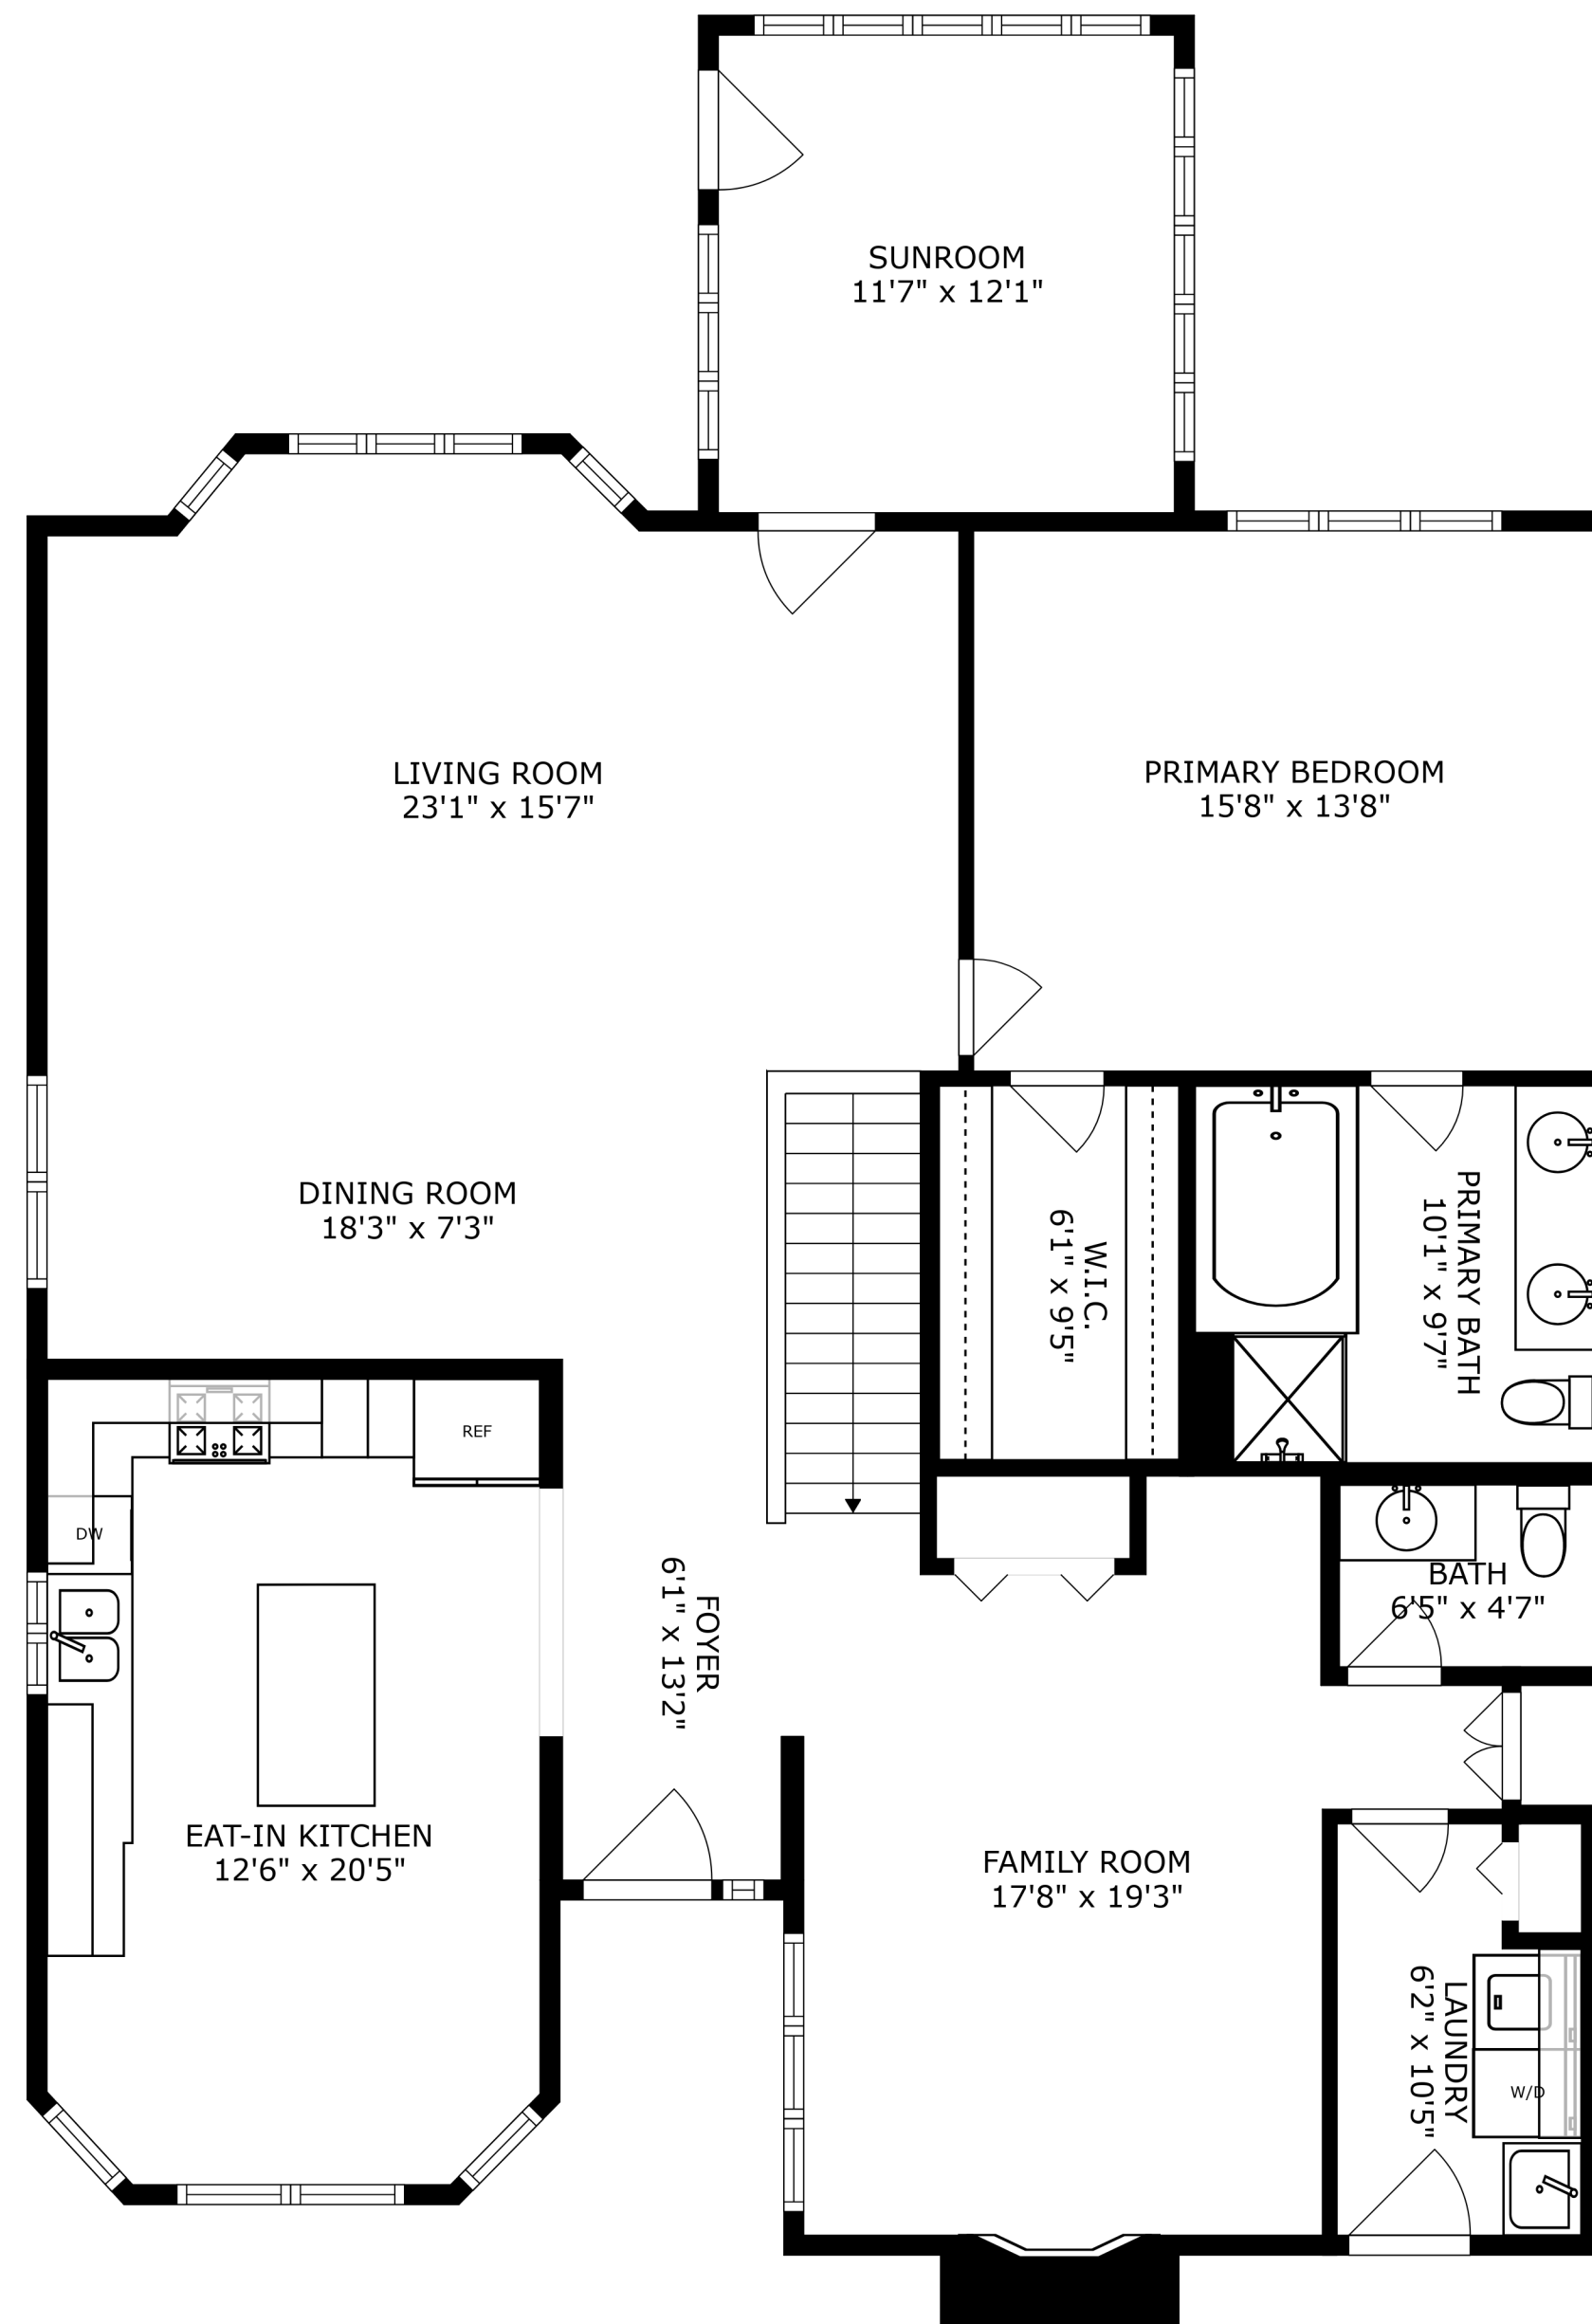 SUNROOM
11'7" x 12'1"
LIVING ROOM
23'1" x 15'7"
PRIMARY BEDROOM
15'8" x 13'8"
DINING ROOM
18'3" x 7'3"
W.I.C.
6'1" x 9'5"
PRIMARY BATH
10'1" x 9'7"
REF
DW
FOYER
6'1" x 13'2"
BATH
6'5" x 4'7"
EAT-IN KITCHEN
12'6" x 20'5"
FAMILY ROOM
17'8" x 19'3"
LAUNDRY
6'2" x 10'5"
W/D